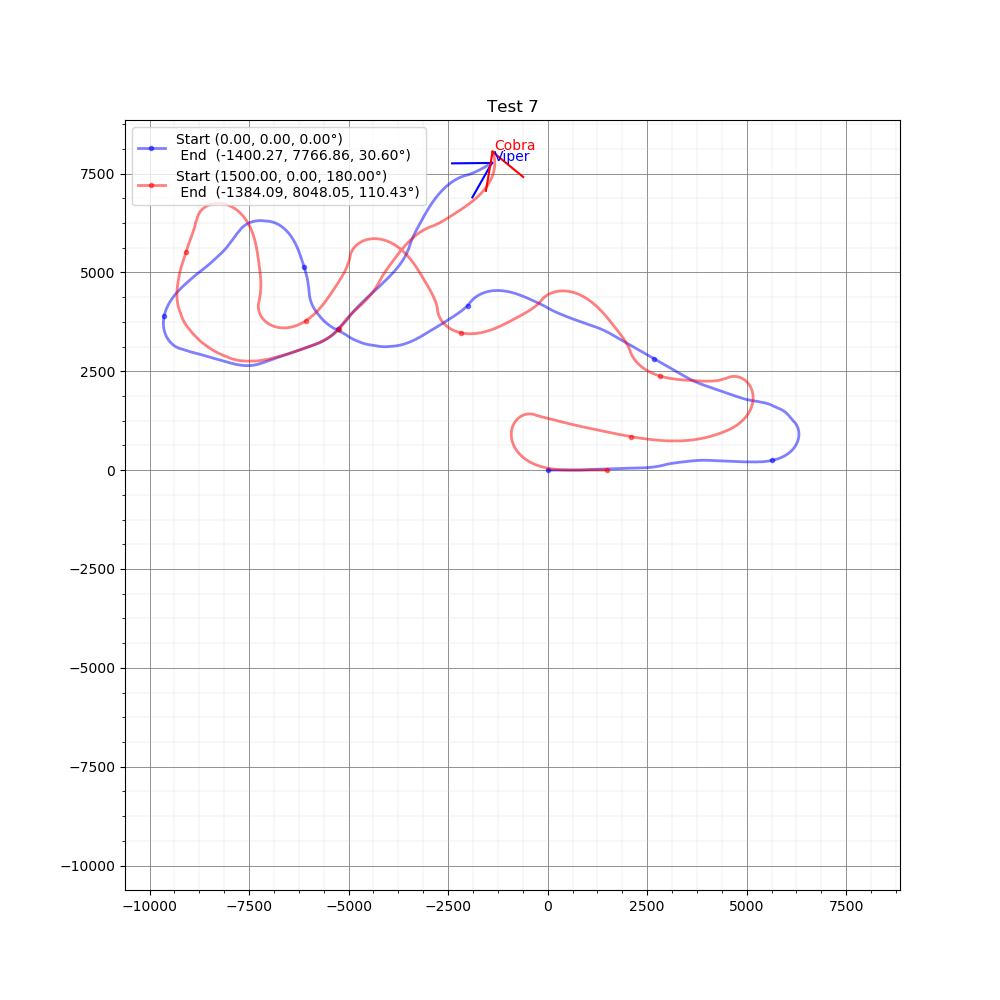 Test 7
Start (0.00, 0.00, 0.00°)
End (-1400.27, 7766.86, 30.60°)
Start (1500.00, 0.00, 180.00°)
End (-1384.09, 8048.05, 110.43°)
Cobra
Viper
7500
5000
2500
0
−2500
−5000
−7500
−10000
−10000 −7500 −5000 −2500 0 2500 5000 7500